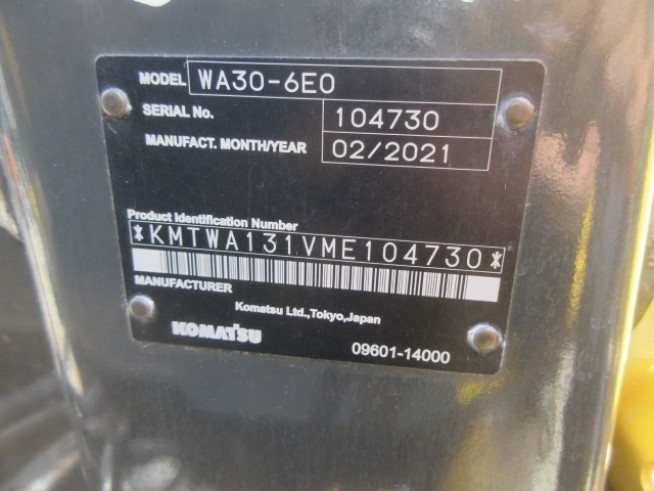 MODEL WA30-6E0
SERIAL No. 104730
MANUFACT. MONTH/YEAR 02/2021
Product Identification Number
*KMTWA131VME104730*
MANUFACTURER
Komatsu Ltd.,Tokyo,Japan
KOMATSU
09601-14000